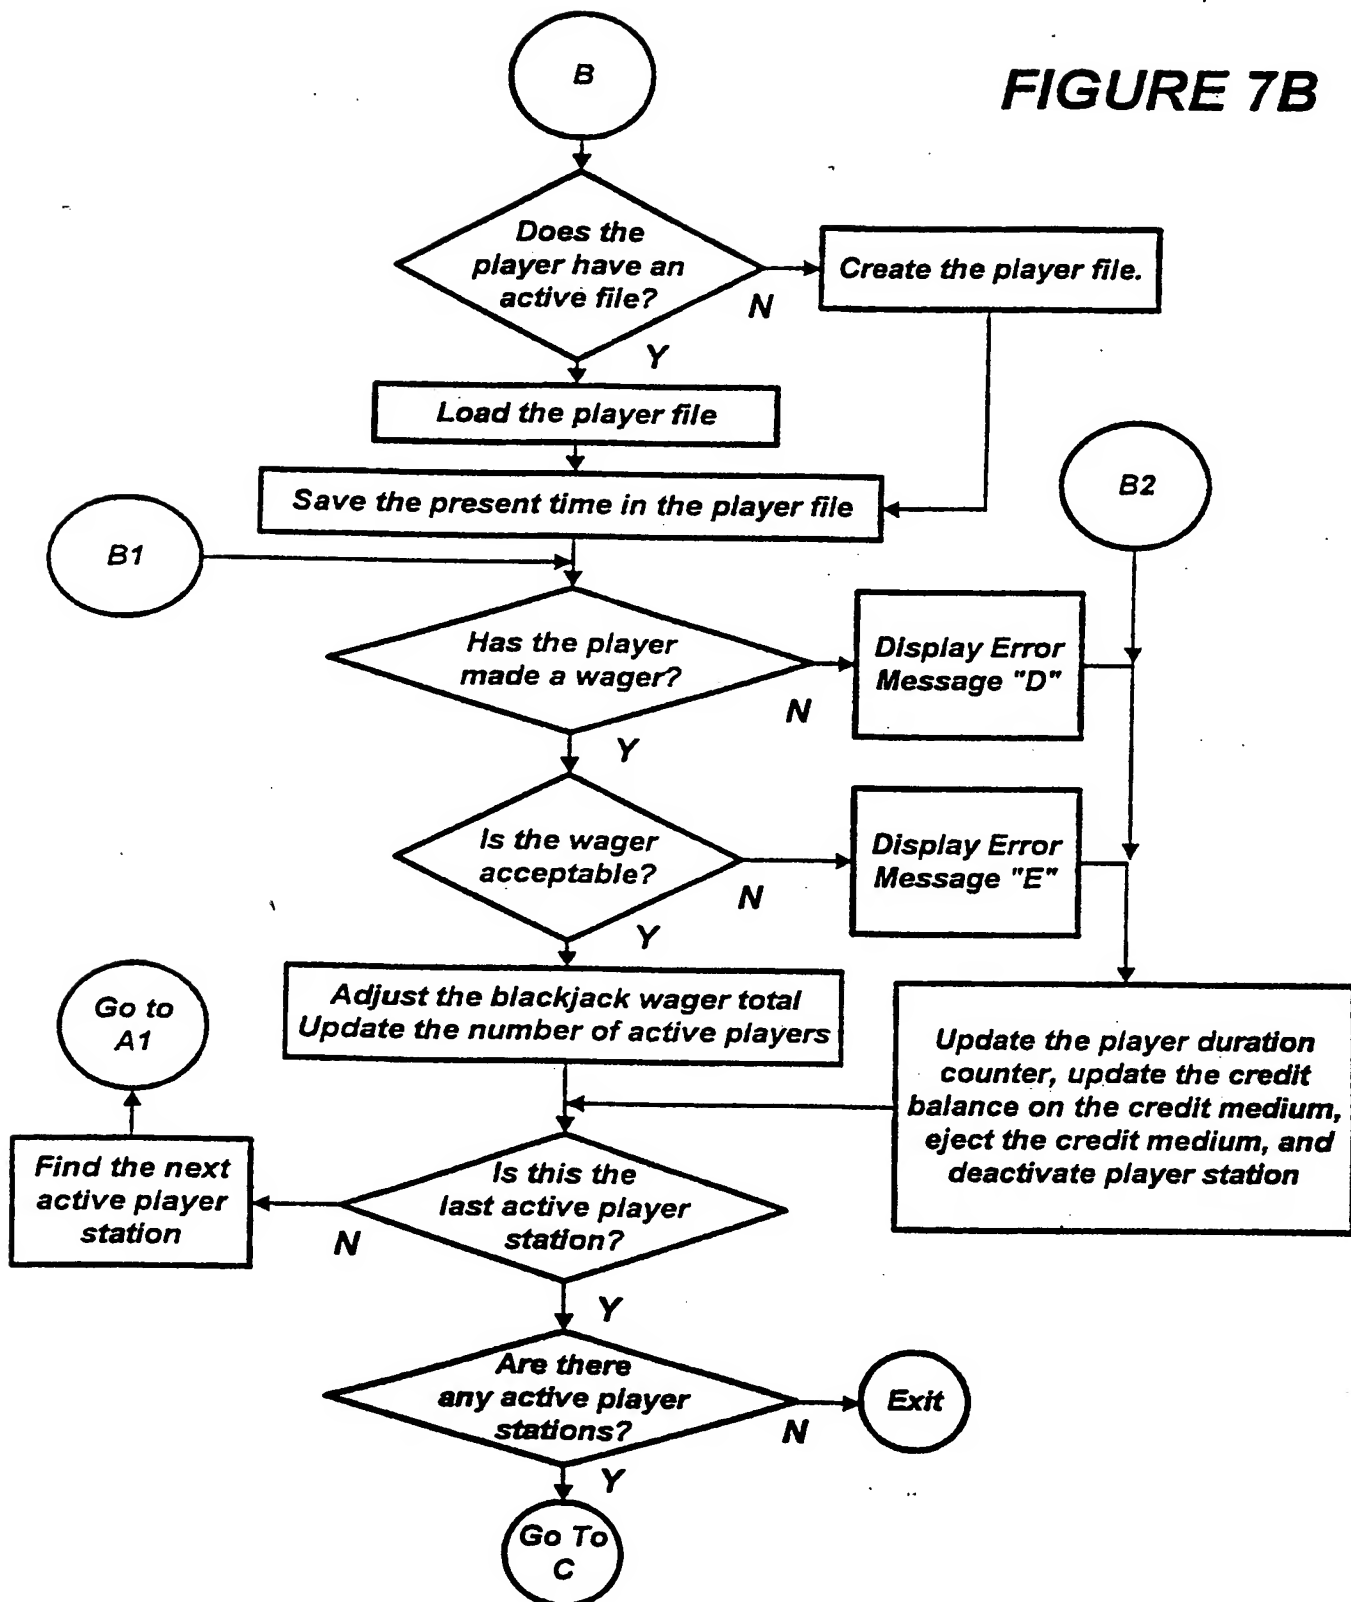 B
FIGURE 7B
Does the
player have an
active file?
N
Create the player file.
Y
Load the player file
Save the present time in the player file
B2
B1
Has the player
made a wager?
N
Display Error
Message "D"
Y
Is the wager
acceptable?
N
Display Error
Message "E"
Y
Go to
A1
Adjust the blackjack wager total
Update the number of active players
Update the player duration
counter, update the credit
balance on the credit medium,
eject the credit medium, and
deactivate player station
Find the next
active player
station
N
Is this the
last active player
station?
Y
Are there
any active player
stations?
N
Exit
Y
Go To
C